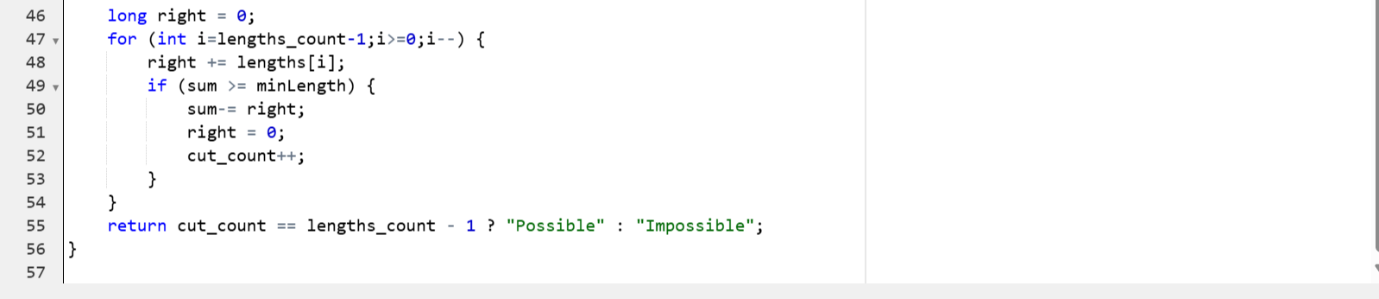 46 long right = 0;
47 for (int i=lengths_count-1;i>=0;i--) {
48 right += lengths[i];
49 if (sum >= minLength) {
50 sum-= right;
51 right = 0;
52 cut_count++;
53 }
54 }
55 return cut_count == lengths_count - 1 ? "Possible" : "Impossible";
56 }
57